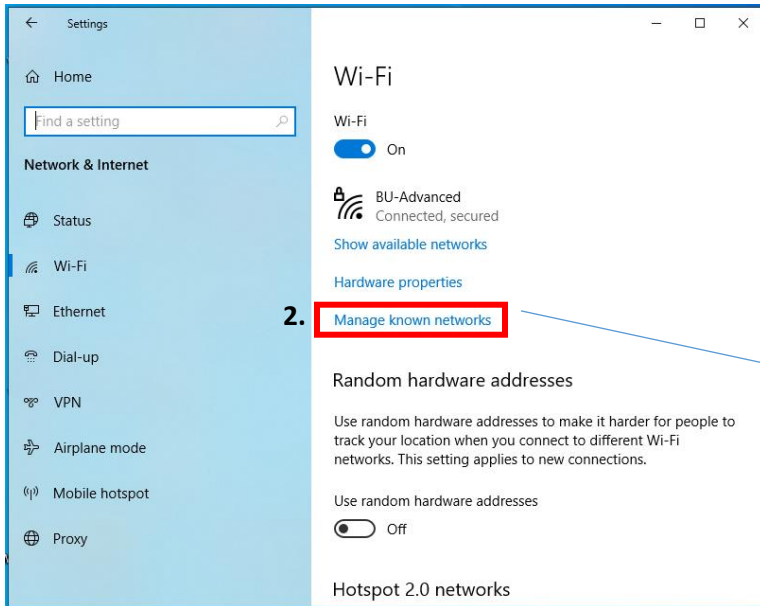 Settings
Home
Find a setting
Network & Internet
Status
Wi-Fi
Ethernet
Dial-up
VPN
Airplane mode
Mobile hotspot
Proxy
Wi-Fi
Wi-Fi
On
BU-Advanced
Connected, secured
Show available networks
Hardware properties
2.
Manage known networks
Random hardware addresses
Use random hardware addresses to make it harder for people to
track your location when you connect to different Wi-Fi
networks. This setting applies to new connections.
Use random hardware addresses
Off
Hotspot 2.0 networks